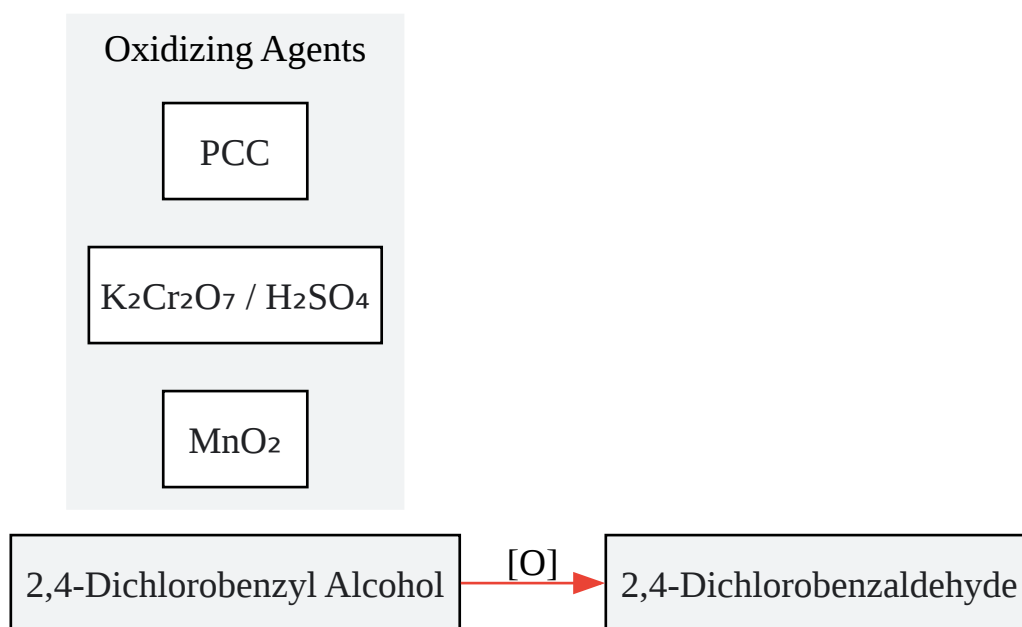 Oxidizing Agents
PCC
K₂Cr₂O₇ / H₂SO₄
MnO₂
2,4-Dichlorobenzyl Alcohol
[O]
2,4-Dichlorobenzaldehyde